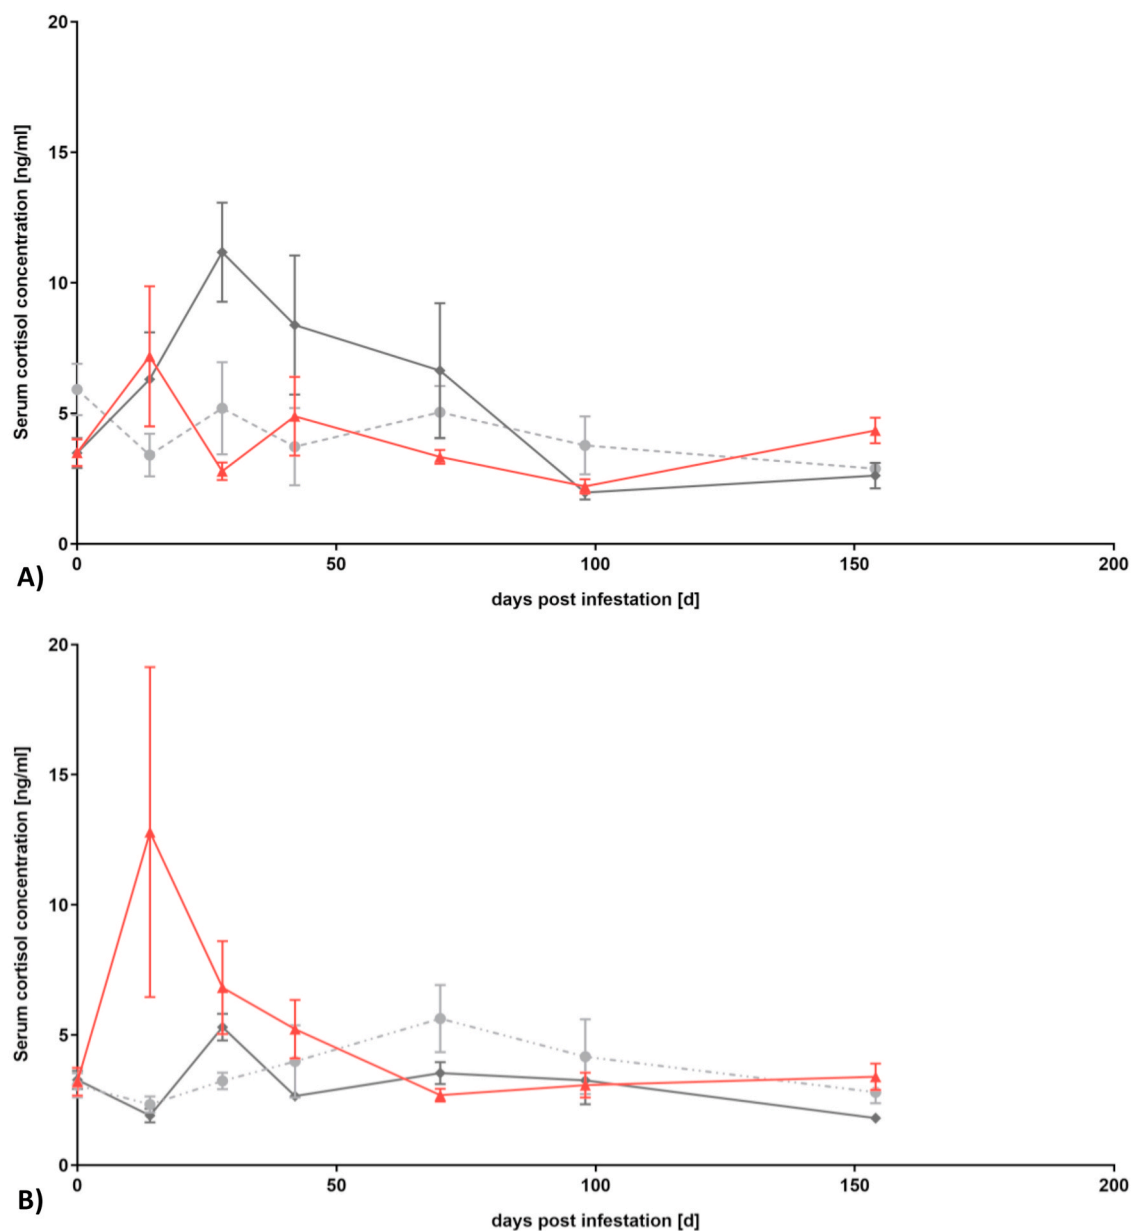 20
15
10
5
0
Serum cortisol concentration [ng/ml]
0 50 100 150 200
A)
days post infestation [d]
20
15
10
5
0
Serum cortisol concentration [ng/ml]
0 50 100 150 200
B)
days post infestation [d]